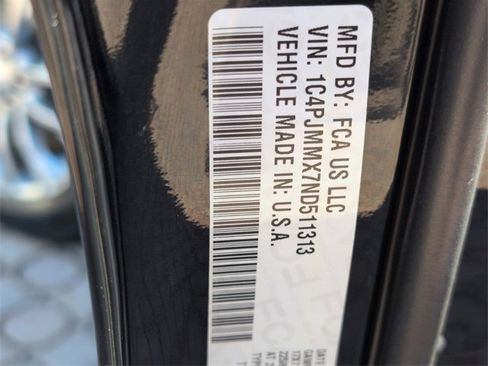 MFD BY: FCA US LLC
VIN: 1C4PJMMX7ND511313
VEHICLE MADE IN: U.S.A.